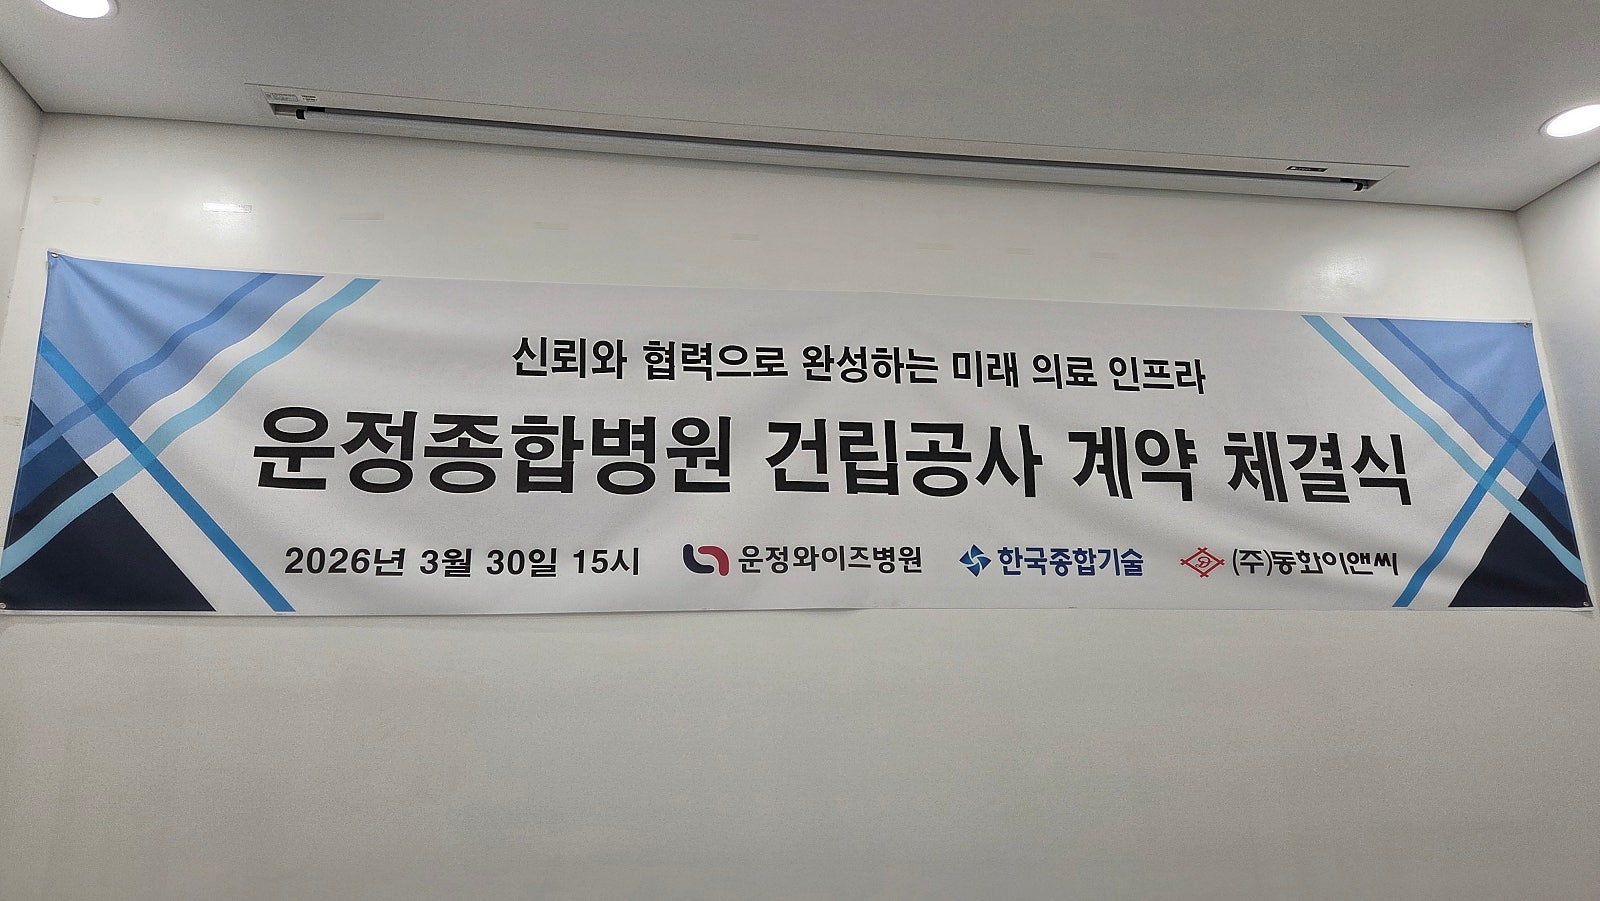 신뢰와 협력으로 완성하는 미래 의료 인프라
운정종합병원 건립공사 계약 체결식
2026년 3월 30일 15시 운정와이즈병원 한국종합기술 (주)동화이앤씨